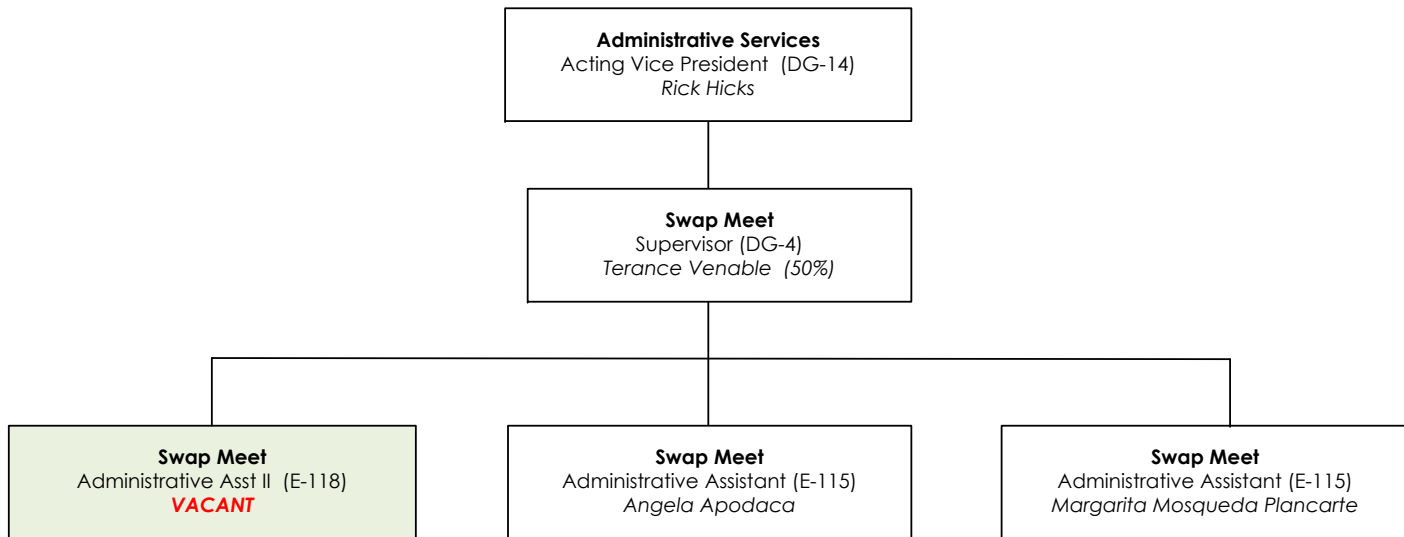 Administrative Services
Acting Vice President (DG-14)
Rick Hicks
Swap Meet
Supervisor (DG-4)
Terance Venable (50%)
Swap Meet
Administrative Asst II (E-118)
VACANT
Swap Meet
Administrative Assistant (E-115)
Angela Apodaca
Swap Meet
Administrative Assistant (E-115)
Margarita Mosqueda Plancarte